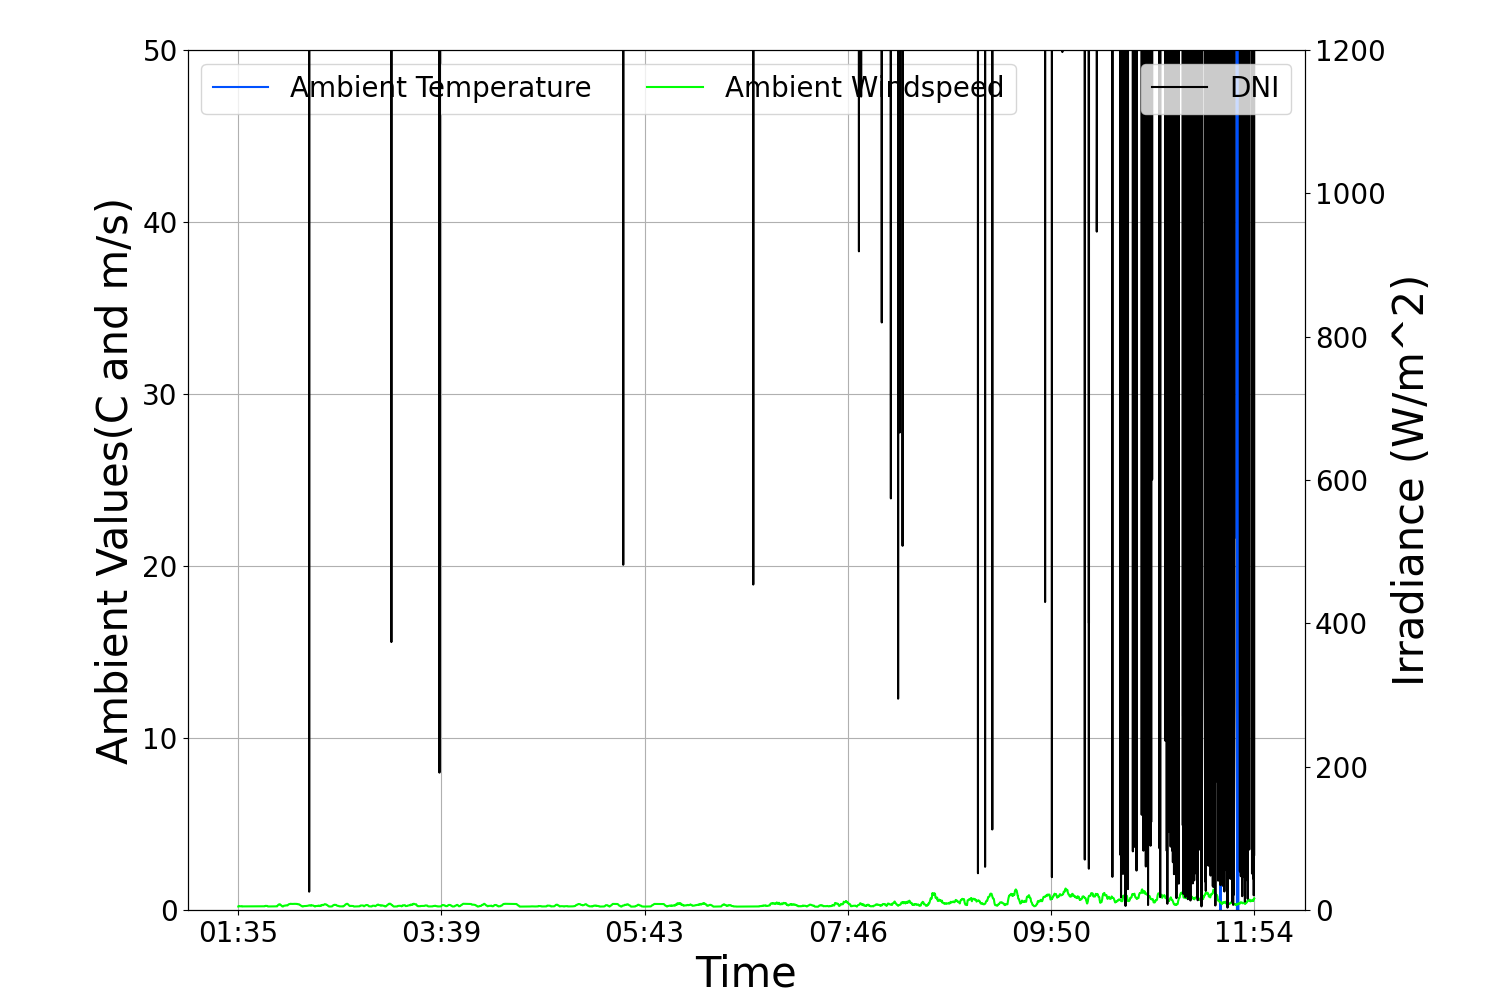 Ambient Temperature
Ambient Windspeed
DNI
50
40
30
20
10
0
Ambient Values(C and m/s)
1200
1000
800
600
400
200
0
Irradiance (W/m^2)
01:35 03:39 05:43 07:46 09:50 11:54
Time